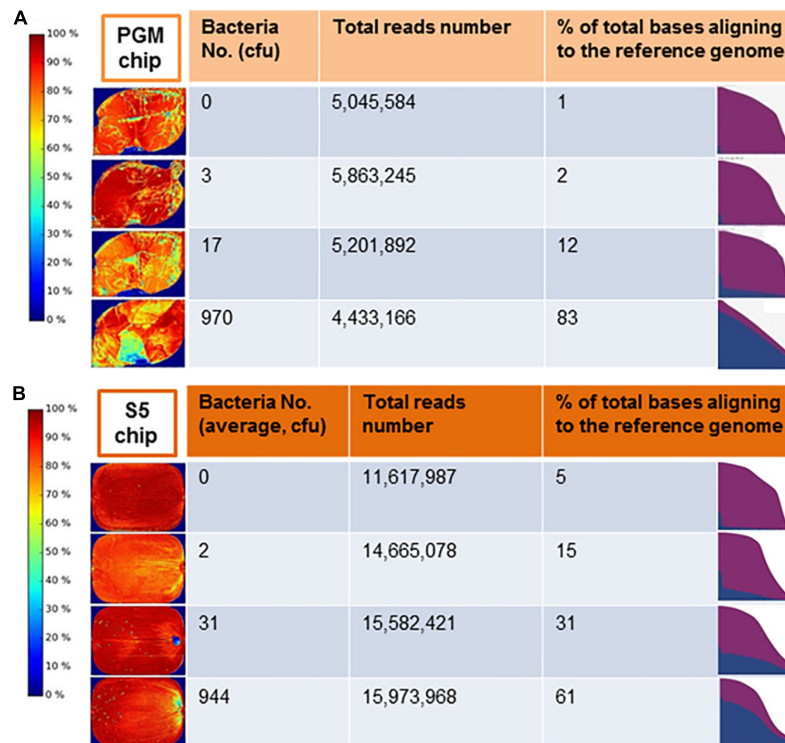 A
100 %
90 %
80 %
70 %
60 %
50 %
40 %
30 %
20 %
10 %
0 %
PGM
chip
Bacteria
No. (cfu)
Total reads number
% of total bases aligning
to the reference genome
0
5,045,584
1
3
5,863,245
2
17
5,201,892
12
970
4,433,166
83
B
100 %
90 %
80 %
70 %
60 %
50 %
40 %
30 %
20 %
10 %
0 %
S5
chip
Bacteria No.
(average, cfu)
Total reads
number
% of total bases aligning
to the reference genome
0
11,617,987
5
2
14,665,078
15
31
15,582,421
31
944
15,973,968
61